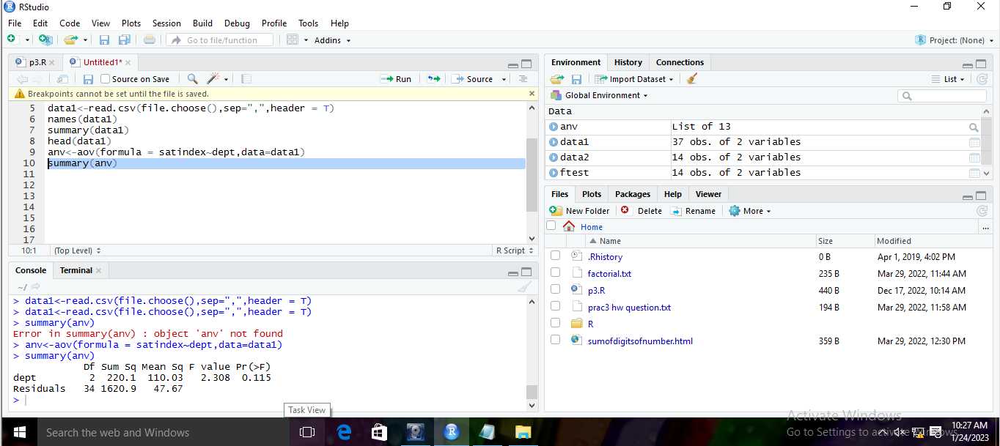 RStudio
File Edit Code View Plots Session Build Debug Profile Tools Help
Go to file/function Addins Project: (None)
p3.R Untitled1*
Source on Save Run Source
Breakpoints cannot be set until the file is saved.
5 data1<-read.csv(file.choose(),sep=",",header = T)
6 names(data1)
7 summary(data1)
8 head(data1)
9 anv<-aov(formula = satindex~dept,data=data1)
10 summary(anv)
11
12
13
14
15
16
17
10:1 (Top Level) R Script
Console Terminal
~/
> data1<-read.csv(file.choose(),sep=",",header = T)
> data1<-read.csv(file.choose(),sep=",",header = T)
> summary(anv)
Error in summary(anv) : object 'anv' not found
> anv<-aov(formula = satindex~dept,data=data1)
> summary(anv)
Df Sum Sq Mean Sq F value Pr(>F)
dept 2 220.1 110.03 2.308 0.115
Residuals 34 1620.9 47.67
>
Environment History Connections
Import Dataset List
Global Environment
Data
anv List of 13
data1 37 obs. of 2 variables
data2 14 obs. of 2 variables
ftest 14 obs. of 2 variables
Files Plots Packages Help Viewer
New Folder Delete Rename More
Home ...
Name Size Modified
.Rhistory 0 B Apr 1, 2019, 4:02 PM
factorial.txt 235 B Mar 29, 2022, 11:44 AM
p3.R 440 B Dec 17, 2022, 10:14 AM
prac3 hw question.txt 194 B Mar 29, 2022, 11:58 AM
R
sumofdigitsofnumber.html 359 B Mar 29, 2022, 12:30 PM
Task View
Activate Windows
Go to Settings to activate Windows.
Search the web and Windows
10:27 AM
1/24/2023